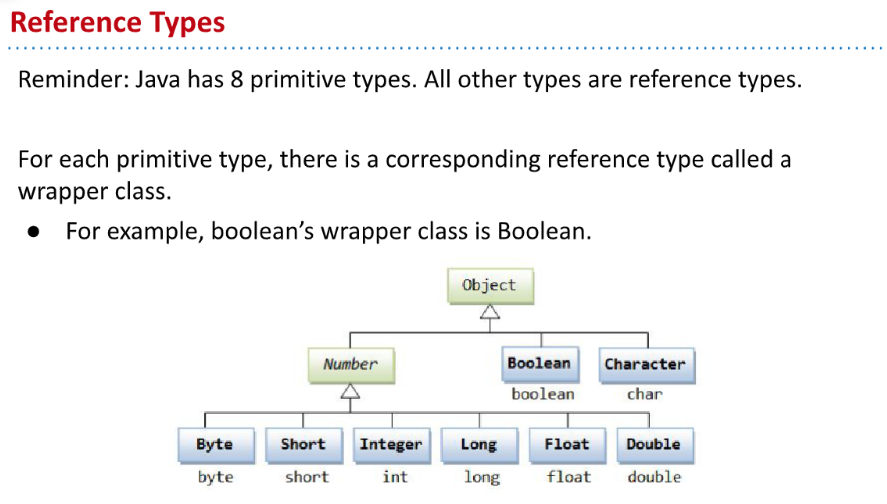 Reference Types
Reminder: Java has 8 primitive types. All other types are reference types.
For each primitive type, there is a corresponding reference type called a
wrapper class.
● For example, boolean’s wrapper class is Boolean.
Object
Number Boolean Character
boolean char
Byte Short Integer Long Float Double
byte short int long float double